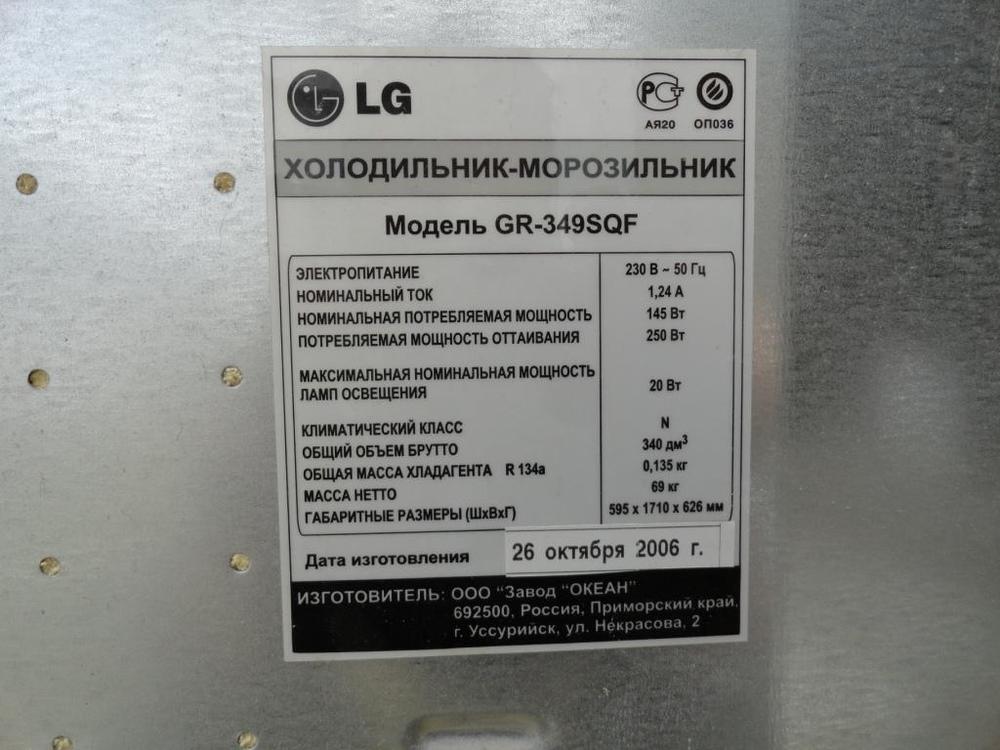 LG
АЯ20 ОП036
ХОЛОДИЛЬНИК-МОРОЗИЛЬНИК
Модель GR-349SQF
ЭЛЕКТРОПИТАНИЕ 230 В ~ 50 Гц
НОМИНАЛЬНЫЙ ТОК 1,24 А
НОМИНАЛЬНАЯ ПОТРЕБЛЯЕМАЯ МОЩНОСТЬ 145 Вт
ПОТРЕБЛЯЕМАЯ МОЩНОСТЬ ОТТАИВАНИЯ 250 Вт
МАКСИМАЛЬНАЯ НОМИНАЛЬНАЯ МОЩНОСТЬ
ЛАМП ОСВЕЩЕНИЯ 20 Вт
КЛИМАТИЧЕСКИЙ КЛАСС N
ОБЩИЙ ОБЪЕМ БРУТТО 340 дм³
ОБЩАЯ МАССА ХЛАДАГЕНТА R 134a 0,135 кг
МАССА НЕТТО 69 кг
ГАБАРИТНЫЕ РАЗМЕРЫ (ШхВхГ) 595 х 1710 х 626 мм
Дата изготовления 26 октября 2006 г.
ИЗГОТОВИТЕЛЬ: ООО "Завод "ОКЕАН"
692500, Россия, Приморский край,
г. Уссурийск, ул. Некрасова, 2